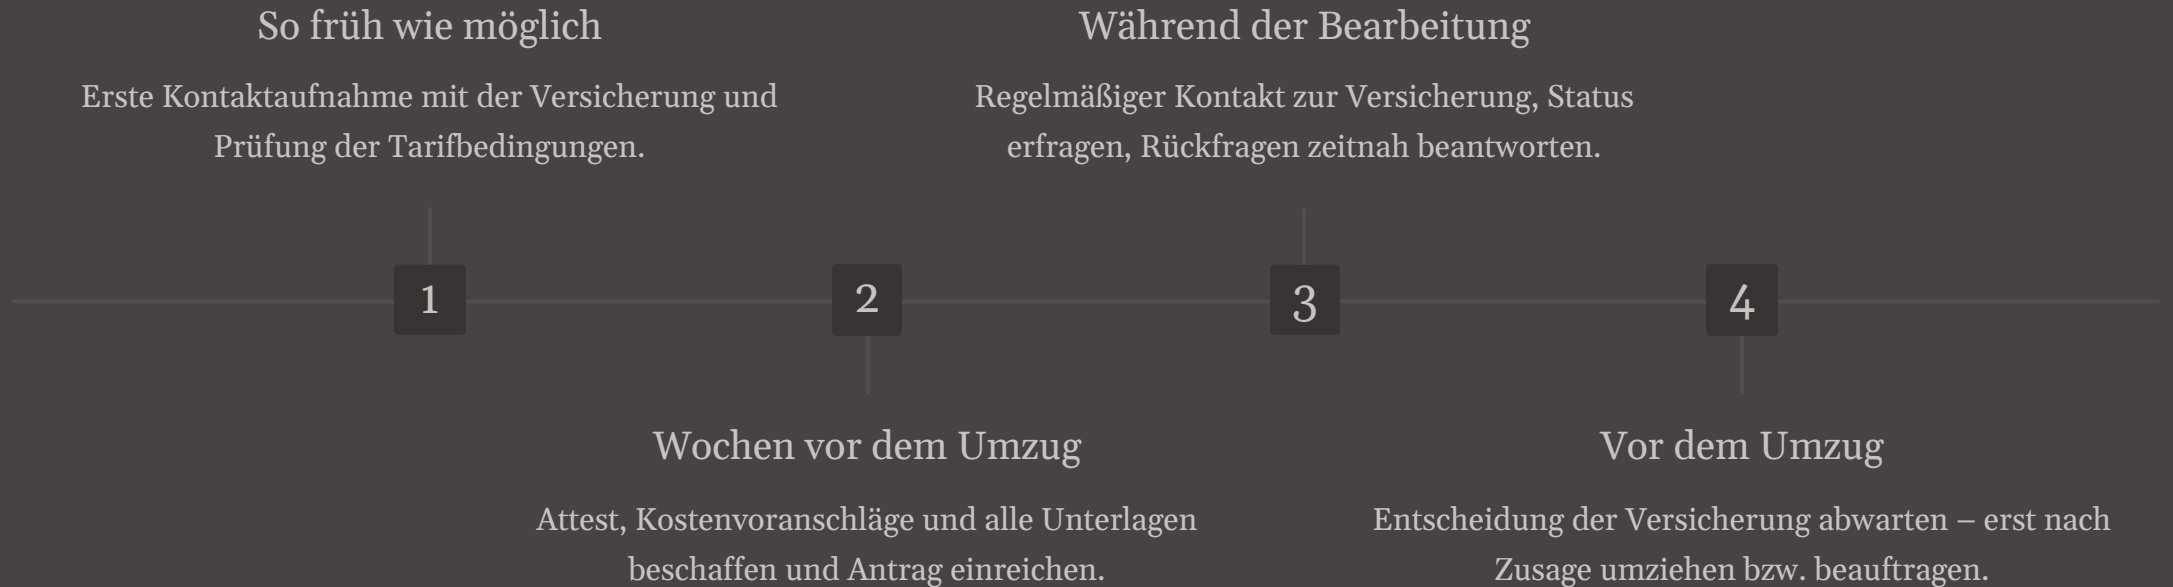 So früh wie möglich
Erste Kontaktaufnahme mit der Versicherung und
Prüfung der Tarifbedingungen.
Während der Bearbeitung
Regelmäßiger Kontakt zur Versicherung, Status
erfragen, Rückfragen zeitnah beantworten.
1
2
3
4
Wochen vor dem Umzug
Attest, Kostenvoranschläge und alle Unterlagen
beschaffen und Antrag einreichen.
Vor dem Umzug
Entscheidung der Versicherung abwarten – erst nach
Zusage umziehen bzw. beauftragen.